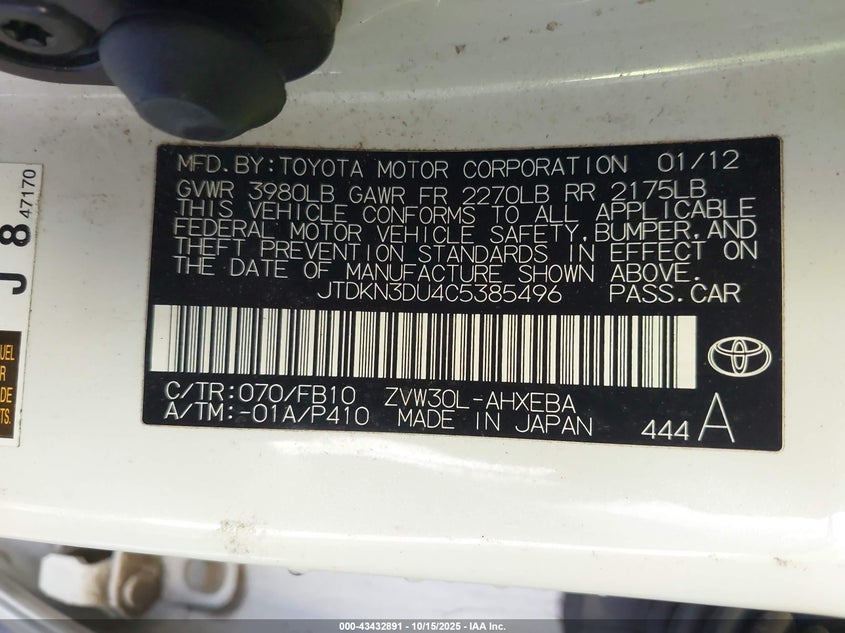 MFD.BY:TOYOTA MOTOR CORPORATION 01/12
GVWR 3980LB GAWR FR 2270LB RR 2175LB
THIS VEHICLE CONFORMS TO ALL APPLICABLE
FEDERAL MOTOR VEHICLE SAFETY,BUMPER,AND
THEFT PREVENTION STANDARDS IN EFFECT ON
THE DATE OF MANUFACTURE SHOWN ABOVE.
JTDKN3DU4C5385496 PASS.CAR
C/TR:070/FB10 ZVW30L-AHXEBA
A/TM:-01A/P410 MADE IN JAPAN 444 A
J 8 47170
UEL
R
DE
TS.
000-43432891 - 10/15/2025 - IAA Inc.